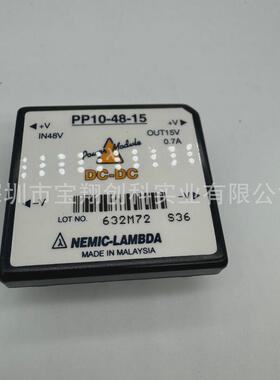 PP10-48-15
+V
IN48V
+V
OUT15V
0.7A
Power Module
DC-DC
深圳市宝翔创科实业有限公司
-V
-V
LOT NO. 632M72 S36
NEMIC-LAMBDA
MADE IN MALAYSIA